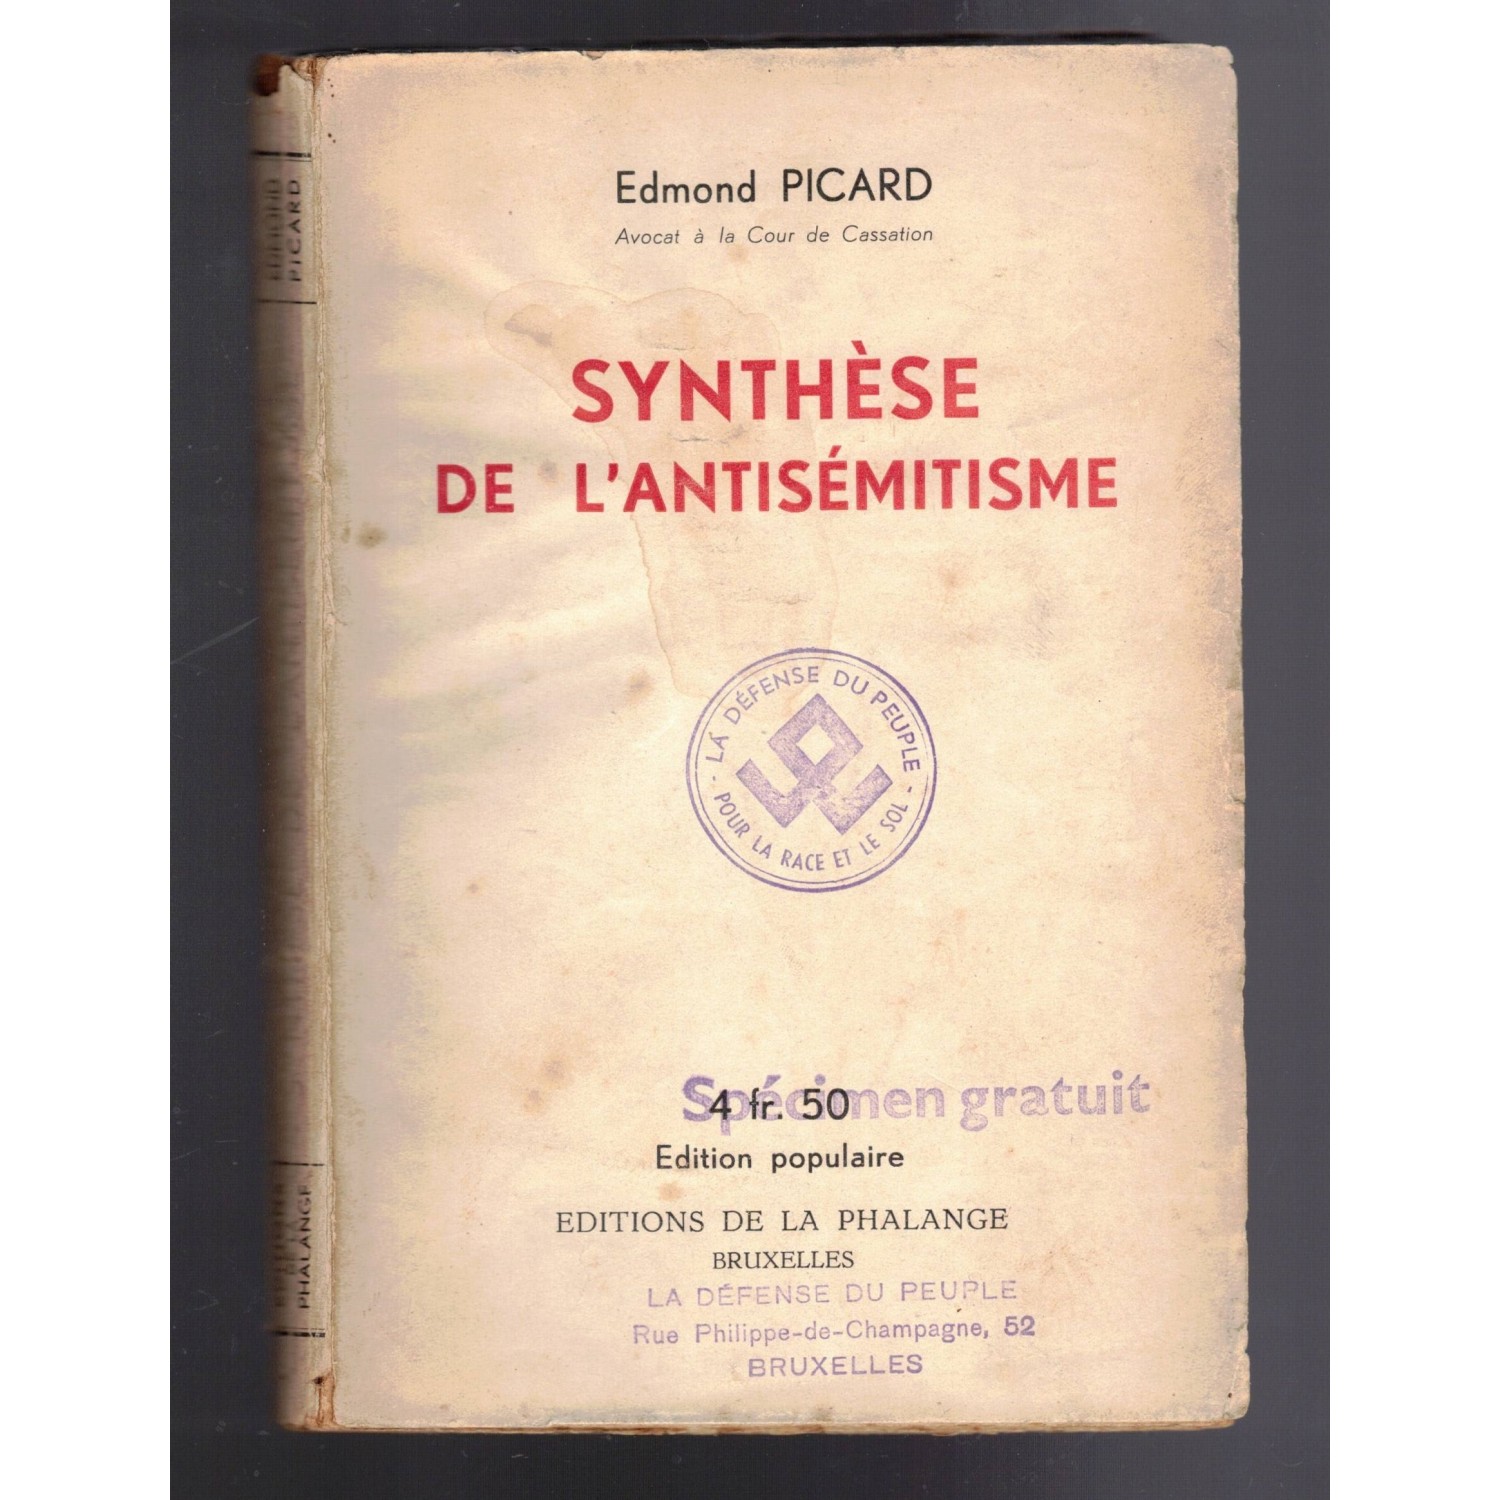 Edmond PICARD
Avocat à la Cour de Cassation
SYNTHÈSE
DE L'ANTISÉMITISME
LA DÉFENSE DU PEUPLE
- POUR LA RACE ET LE SOL -
Spécimen gratuit
4 fr. 50
Edition populaire
EDITIONS DE LA PHALANGE
BRUXELLES
LA DÉFENSE DU PEUPLE
Rue Philippe-de-Champagne, 52
BRUXELLES
EDMOND
PICARD
EDITIONS
DE LA
PHALANGE